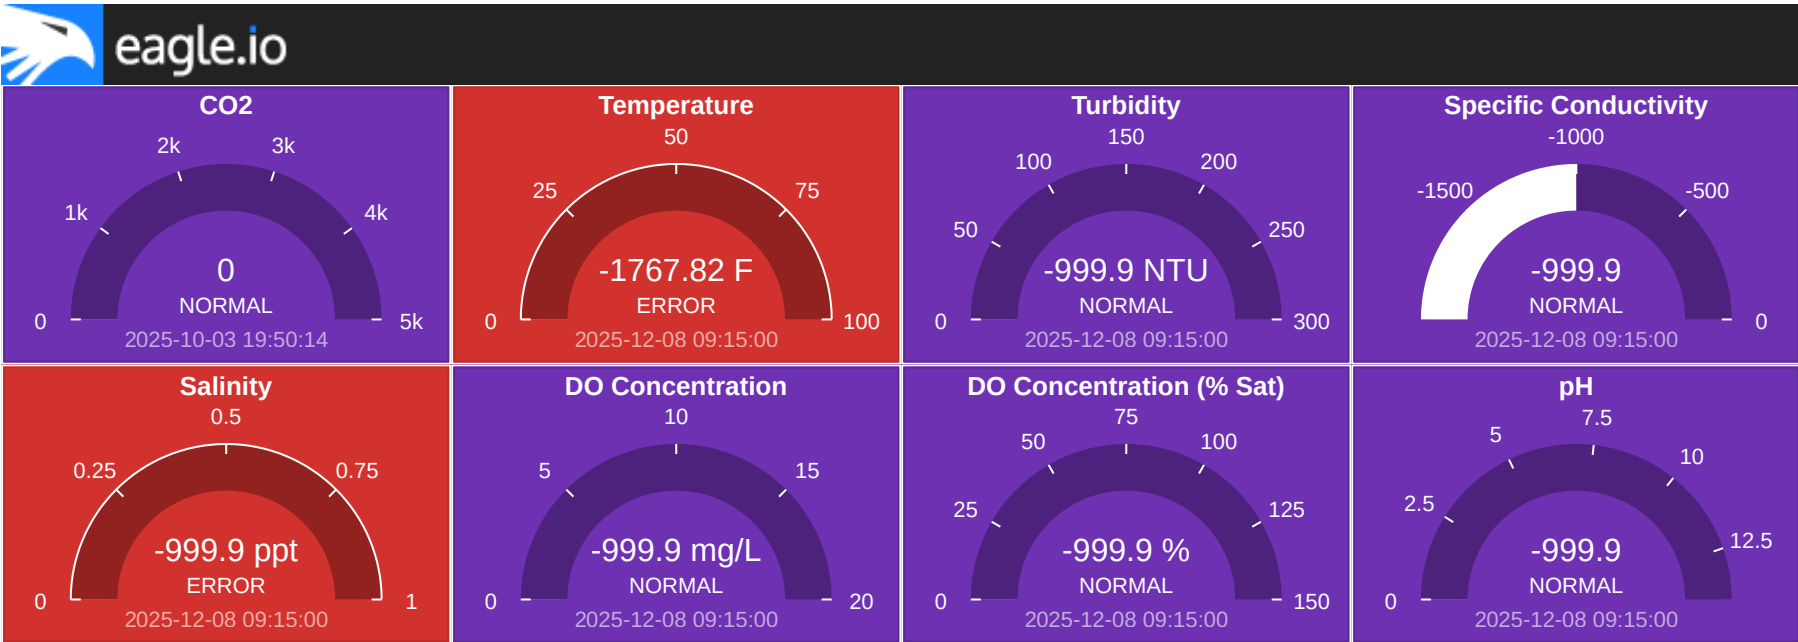 eagle.io
CO2
2k
3k
1k
4k
0
NORMAL
0
5k
2025-10-03 19:50:14
Temperature
50
25
75
-1767.82 F
ERROR
0
100
2025-12-08 09:15:00
Turbidity
150
100
200
50
250
-999.9 NTU
NORMAL
0
300
2025-12-08 09:15:00
Specific Conductivity
-1000
-1500
-500
-999.9
NORMAL
0
2025-12-08 09:15:00
Salinity
0.5
0.25
0.75
-999.9 ppt
ERROR
0
1
2025-12-08 09:15:00
DO Concentration
10
5
15
-999.9 mg/L
NORMAL
0
20
2025-12-08 09:15:00
DO Concentration (% Sat)
75
50
100
25
125
-999.9 %
NORMAL
0
150
2025-12-08 09:15:00
pH
7.5
5
10
2.5
12.5
-999.9
NORMAL
0
2025-12-08 09:15:00